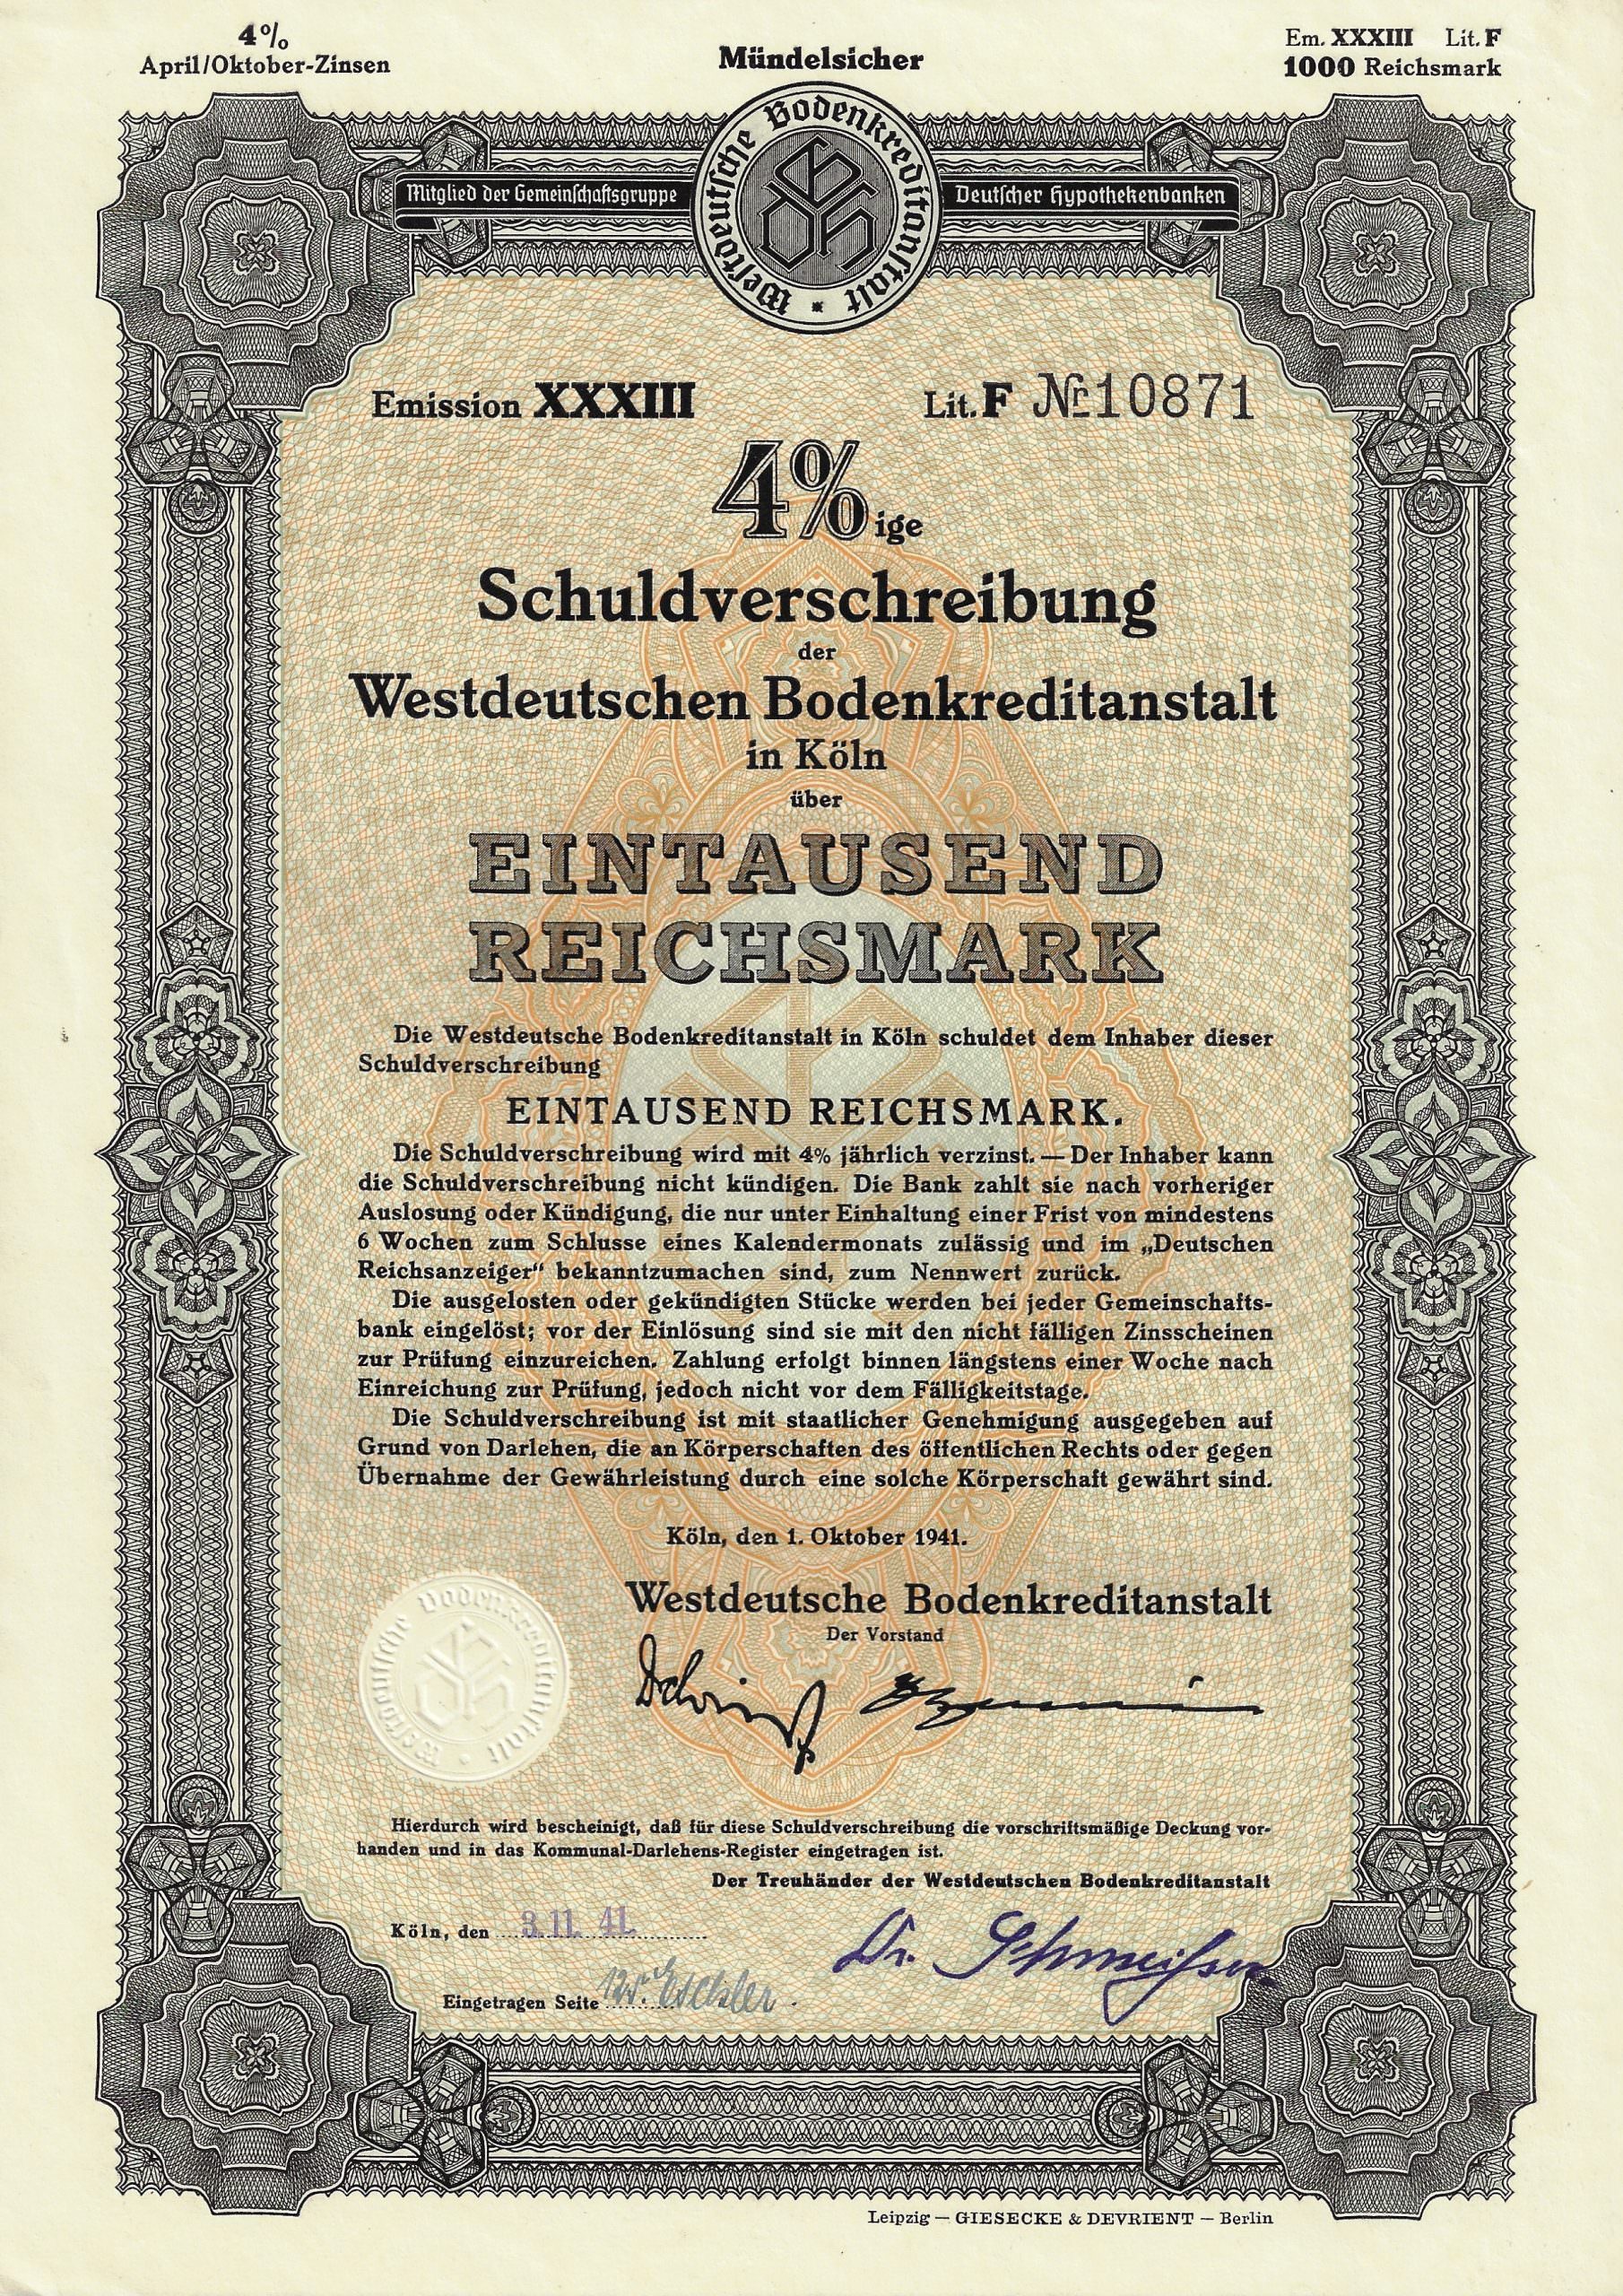 4%
April/Oktober-Zinsen
Mündelsicher
Em. XXXIII Lit. F
1000 Reichsmark
Westdeutsche Bodenkreditanstalt
Mitglied der Gemeinschaftsgruppe
Deutscher Hypothekenbanken
Emission XXXIII
Lit. F № 10871
4%ige
Schuldverschreibung
der
Westdeutschen Bodenkreditanstalt
in Köln
über
EINTAUSEND
REICHSMARK
Die Westdeutsche Bodenkreditanstalt in Köln schuldet dem Inhaber dieser
Schuldverschreibung
EINTAUSEND REICHSMARK.
Die Schuldverschreibung wird mit 4% jährlich verzinst. — Der Inhaber kann
die Schuldverschreibung nicht kündigen. Die Bank zahlt sie nach vorheriger
Auslosung oder Kündigung, die nur unter Einhaltung einer Frist von mindestens
6 Wochen zum Schlusse eines Kalendermonats zulässig und im „Deutschen
Reichsanzeiger“ bekanntzumachen sind, zum Nennwert zurück.
Die ausgelosten oder gekündigten Stücke werden bei jeder Gemeinschafts-
bank eingelöst; vor der Einlösung sind sie mit den nicht fälligen Zinsscheinen
zur Prüfung einzureichen. Zahlung erfolgt binnen längstens einer Woche nach
Einreichung zur Prüfung, jedoch nicht vor dem Fälligkeitstage.
Die Schuldverschreibung ist mit staatlicher Genehmigung ausgegeben auf
Grund von Darlehen, die an Körperschaften des öffentlichen Rechts oder gegen
Übernahme der Gewährleistung durch eine solche Körperschaft gewährt sind.
Köln, den 1. Oktober 1941.
Westdeutsche Bodenkreditanstalt
Der Vorstand
Westdeutsche Bodenkreditanstalt
Hierdurch wird bescheinigt, daß für diese Schuldverschreibung die vorschriftsmäßige Deckung vor-
handen und in das Kommunal-Darlehens-Register eingetragen ist.
Der Treuhänder der Westdeutschen Bodenkreditanstalt
Köln, den 3. 11. 41.
Dr.
Eingetragen Seite
Leipzig — GIESECKE & DEVRIENT — Berlin